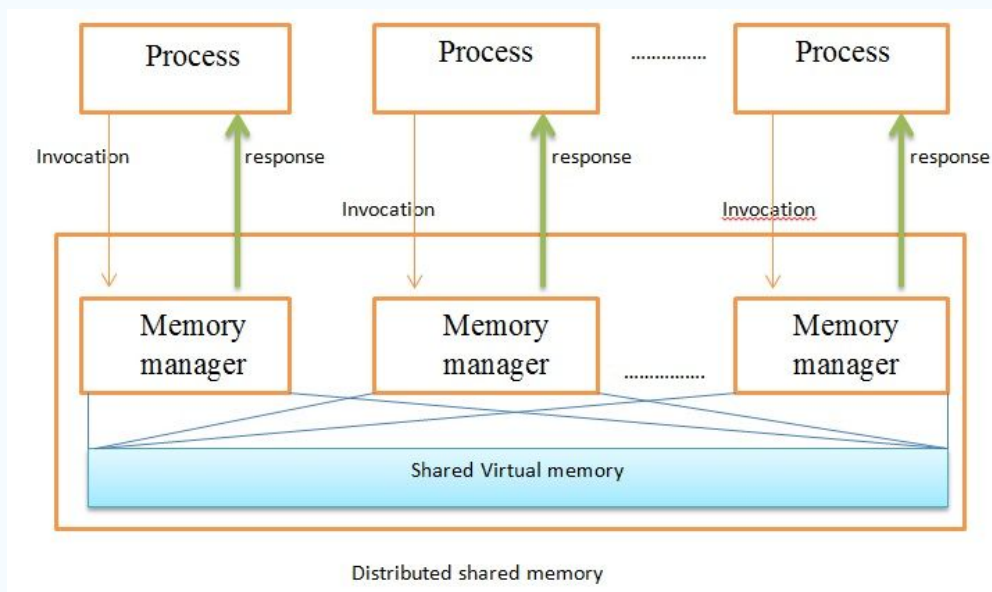 Process
Process
……………
Process
Invocation
response
response
response
Invocation
Invocation
Memory
manager
Memory
manager
…………….
Memory
manager
Shared Virtual memory
Distributed shared memory